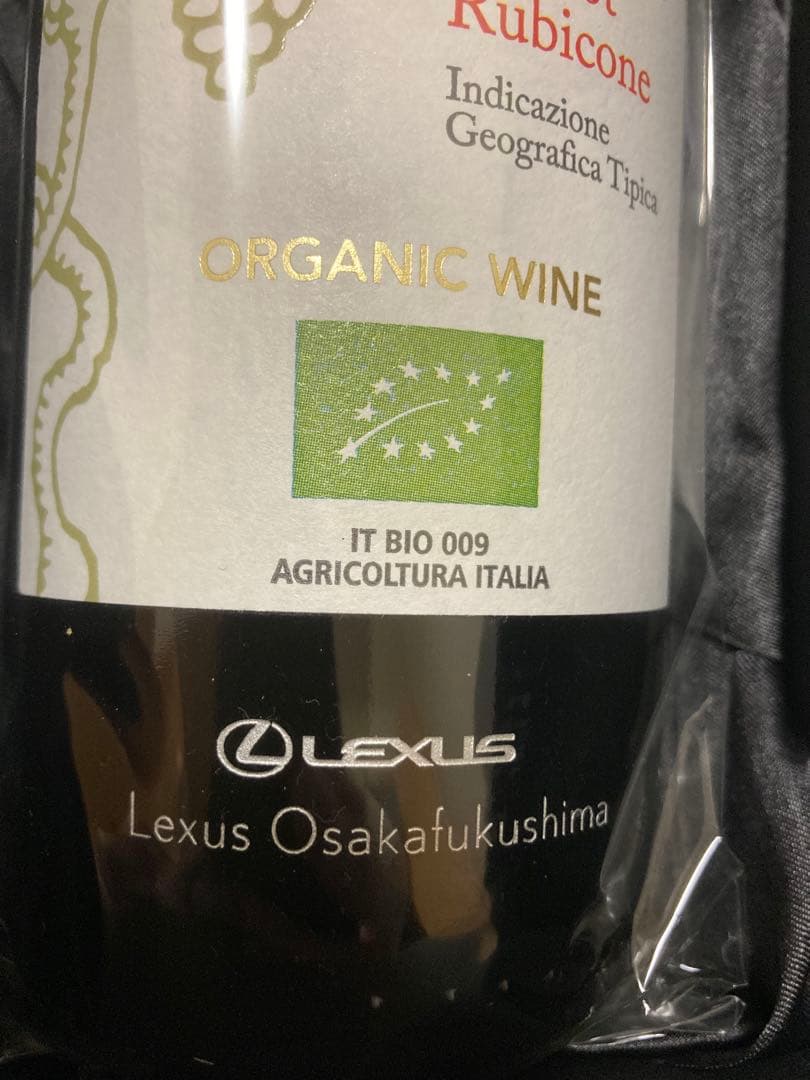 Rubicone
Indicazione
Geografica Tipica
ORGANIC WINE
IT BIO 009
AGRICOLTURA ITALIA
LEXUS
Lexus Osakafukushima